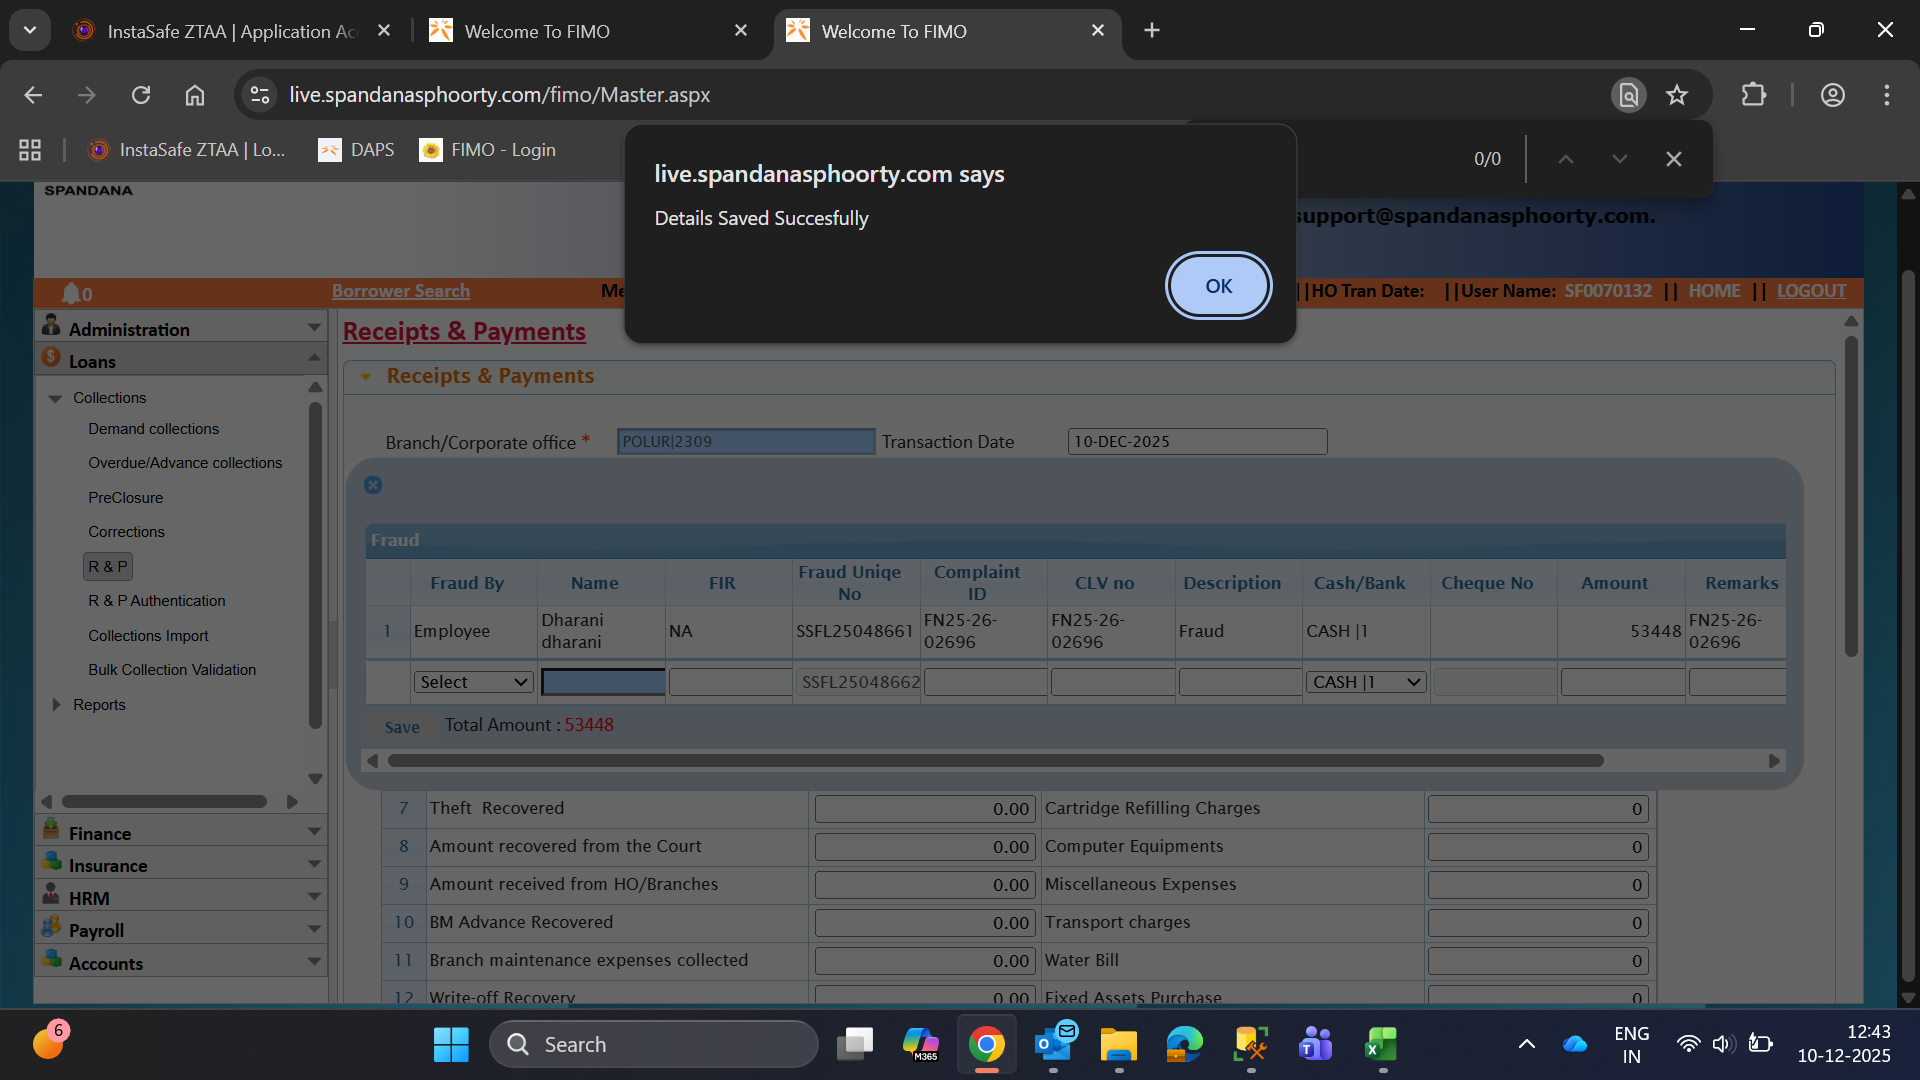 InstaSafe ZTAA | Application Acc
Welcome To FIMO
Welcome To FIMO
live.spandanasphoorty.com/fimo/Master.aspx
InstaSafe ZTAA | Lo...
DAPS
FIMO - Login
0/0
live.spandanasphoorty.com says
Details Saved Succesfully
OK
SPANDANA
support@spandanasphoorty.com.
0
Borrower Search
||HO Tran Date: ||User Name: SF0070132 || HOME || LOGOUT
Administration
Loans
Collections
Demand collections
Overdue/Advance collections
PreClosure
Corrections
R & P
R & P Authentication
Collections Import
Bulk Collection Validation
Reports
Finance
Insurance
HRM
Payroll
Accounts
Receipts & Payments
Receipts & Payments
Branch/Corporate office * POLUR|2309 Transaction Date 10-DEC-2025
Fraud
Fraud By Name FIR Fraud Uniqe No Complaint ID CLV no Description Cash/Bank Cheque No Amount Remarks
1 Employee Dharani dharani NA SSFL25048661 FN25-26-02696 FN25-26-02696 Fraud CASH |1 53448 FN25-26-02696
Select SSFL25048662 CASH |1
Save Total Amount : 53448
7 Theft Recovered 0.00 Cartridge Refilling Charges 0
8 Amount recovered from the Court 0.00 Computer Equipments 0
9 Amount received from HO/Branches 0.00 Miscellaneous Expenses 0
10 BM Advance Recovered 0.00 Transport charges 0
11 Branch maintenance expenses collected 0.00 Water Bill 0
12 Write-off Recovery 0.00 Fixed Assets Purchase 0
6
Search
M365
ENG
IN
12:43
10-12-2025